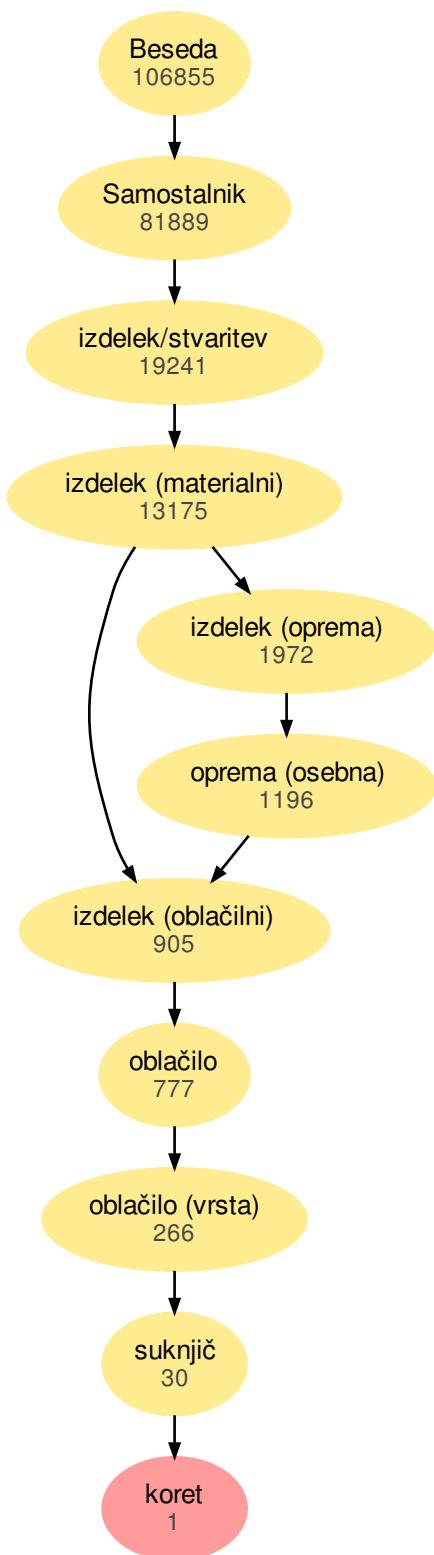 Beseda
106855
Samostalnik
81889
izdelek/stvaritev
19241
izdelek (materialni)
13175
izdelek (oprema)
1972
oprema (osebna)
1196
izdelek (oblačilni)
905
oblačilo
777
oblačilo (vrsta)
266
suknjič
30
koret
1